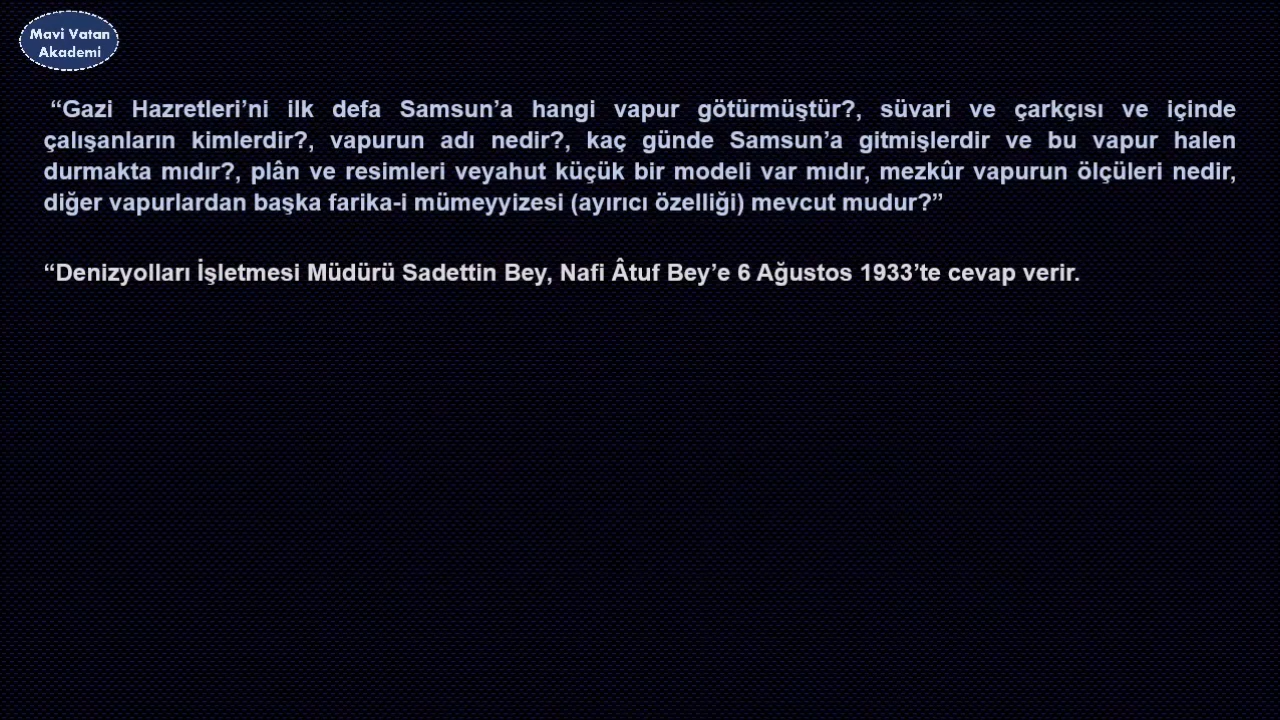 Mavi Vatan
Akademi
“Gazi Hazretleri’ni ilk defa Samsun’a hangi vapur götürmüştür?, süvari ve çarkçısı ve içinde
çalışanların kimlerdir?, vapurun adı nedir?, kaç günde Samsun’a gitmişlerdir ve bu vapur halen
durmakta mıdır?, plân ve resimleri veyahut küçük bir modeli var mıdır, mezkûr vapurun ölçüleri nedir,
diğer vapurlardan başka farika-i mümeyyizesi (ayırıcı özelliği) mevcut mudur?”
“Denizyolları İşletmesi Müdürü Sadettin Bey, Nafi Âtuf Bey’e 6 Ağustos 1933’te cevap verir.